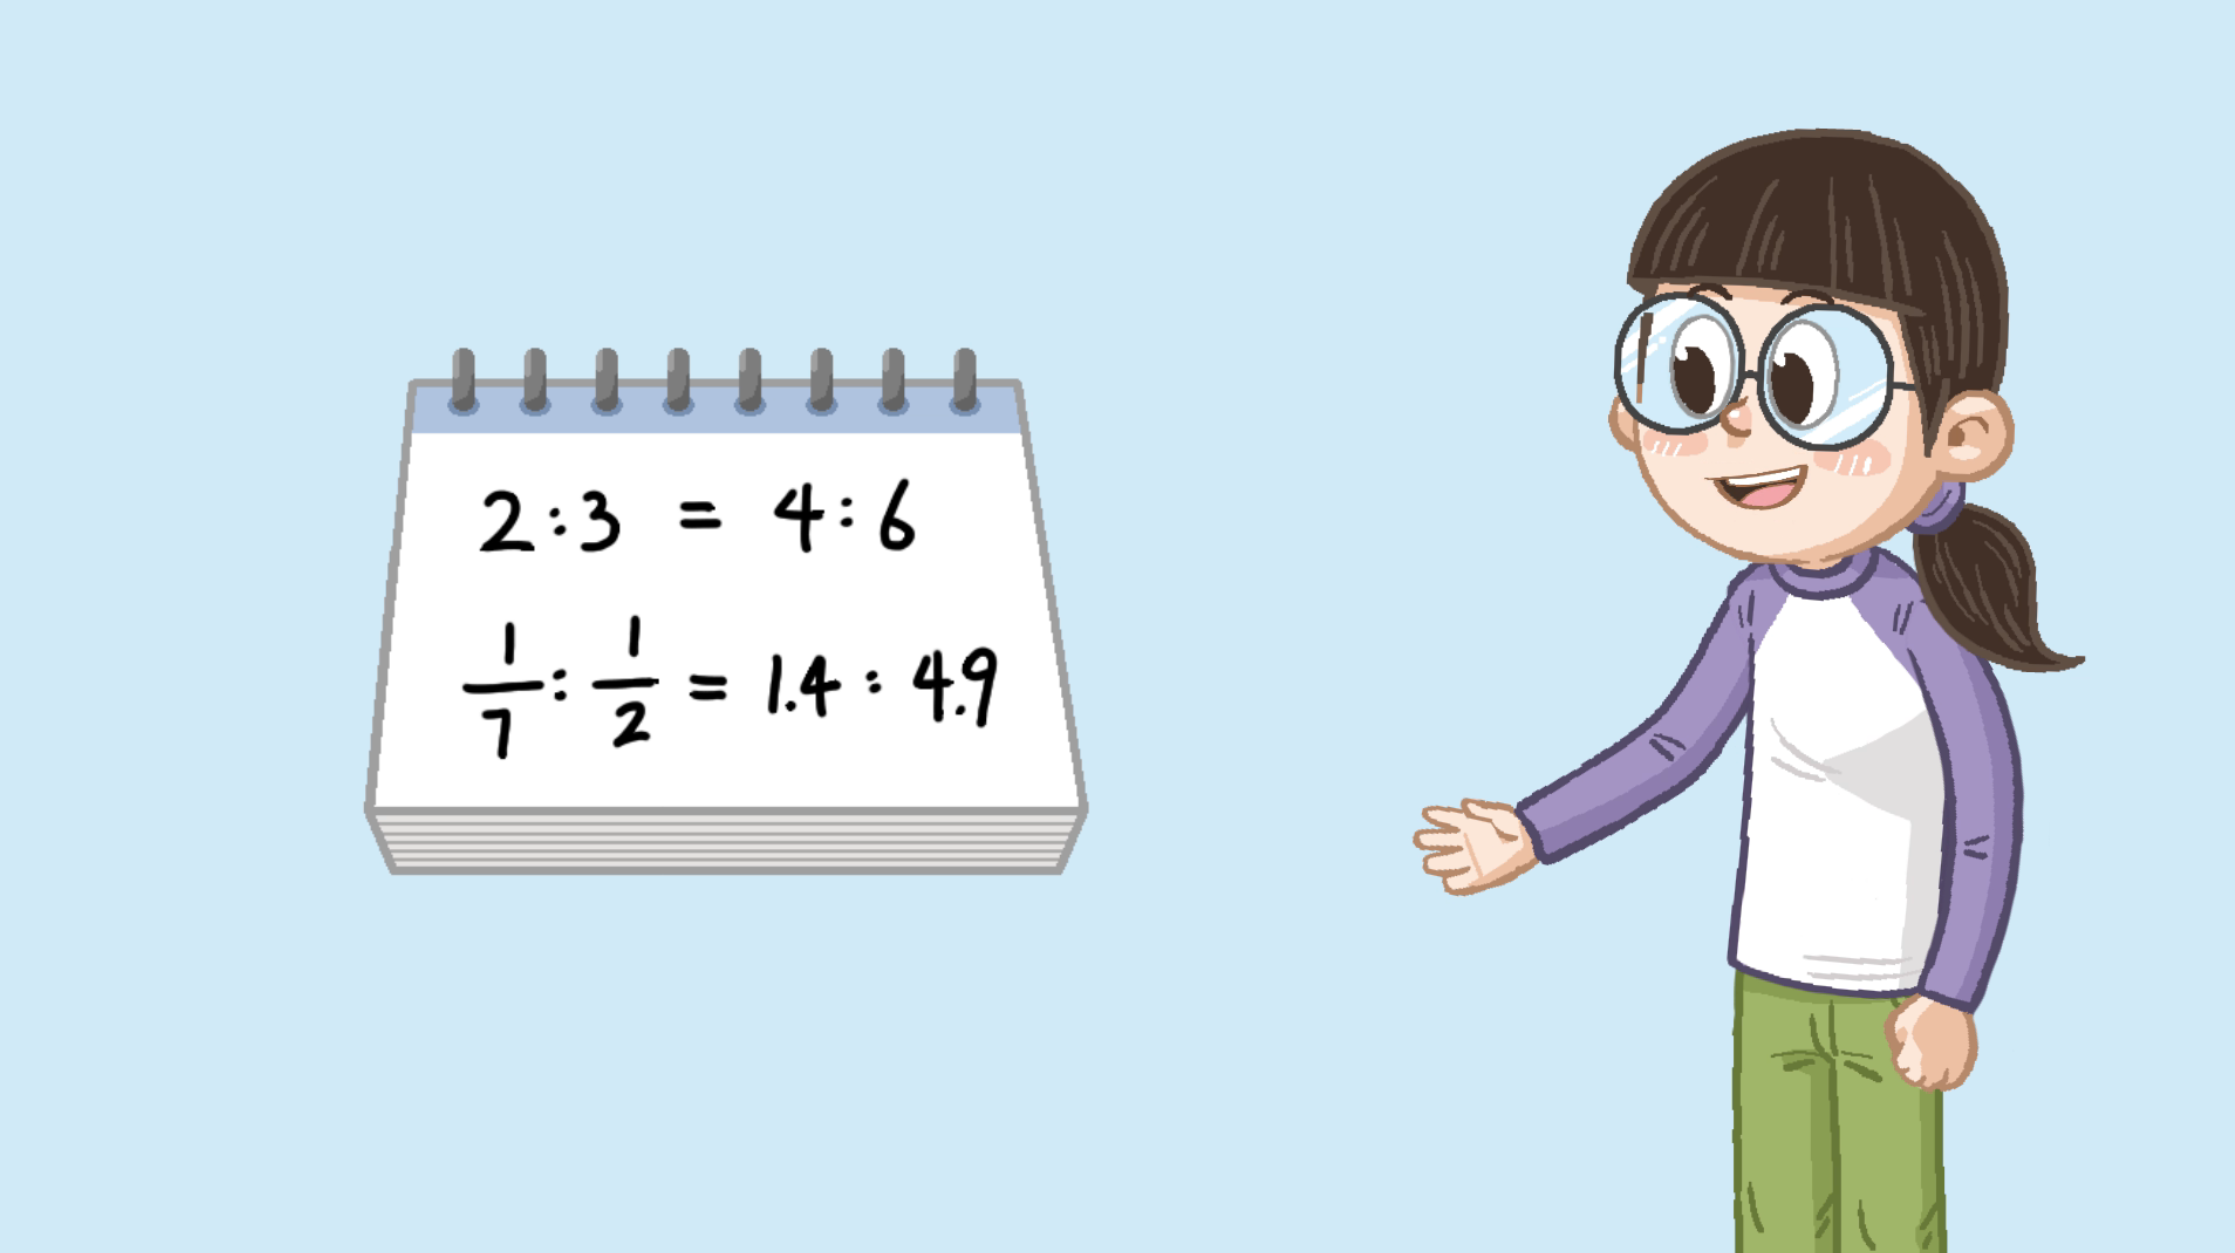 2:3 = 4:6
1/7 : 1/2 = 1.4 : 4.9